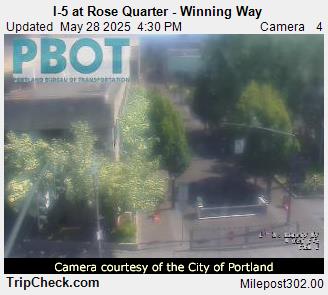 I-5 at Rose Quarter - Winning Way
Updated May 28 2025 4:30 PM Camera 4
PBOT
PORTLAND BUREAU OF TRANSPORTATION
Camera courtesy of the City of Portland
TripCheck.com Milepost302.00